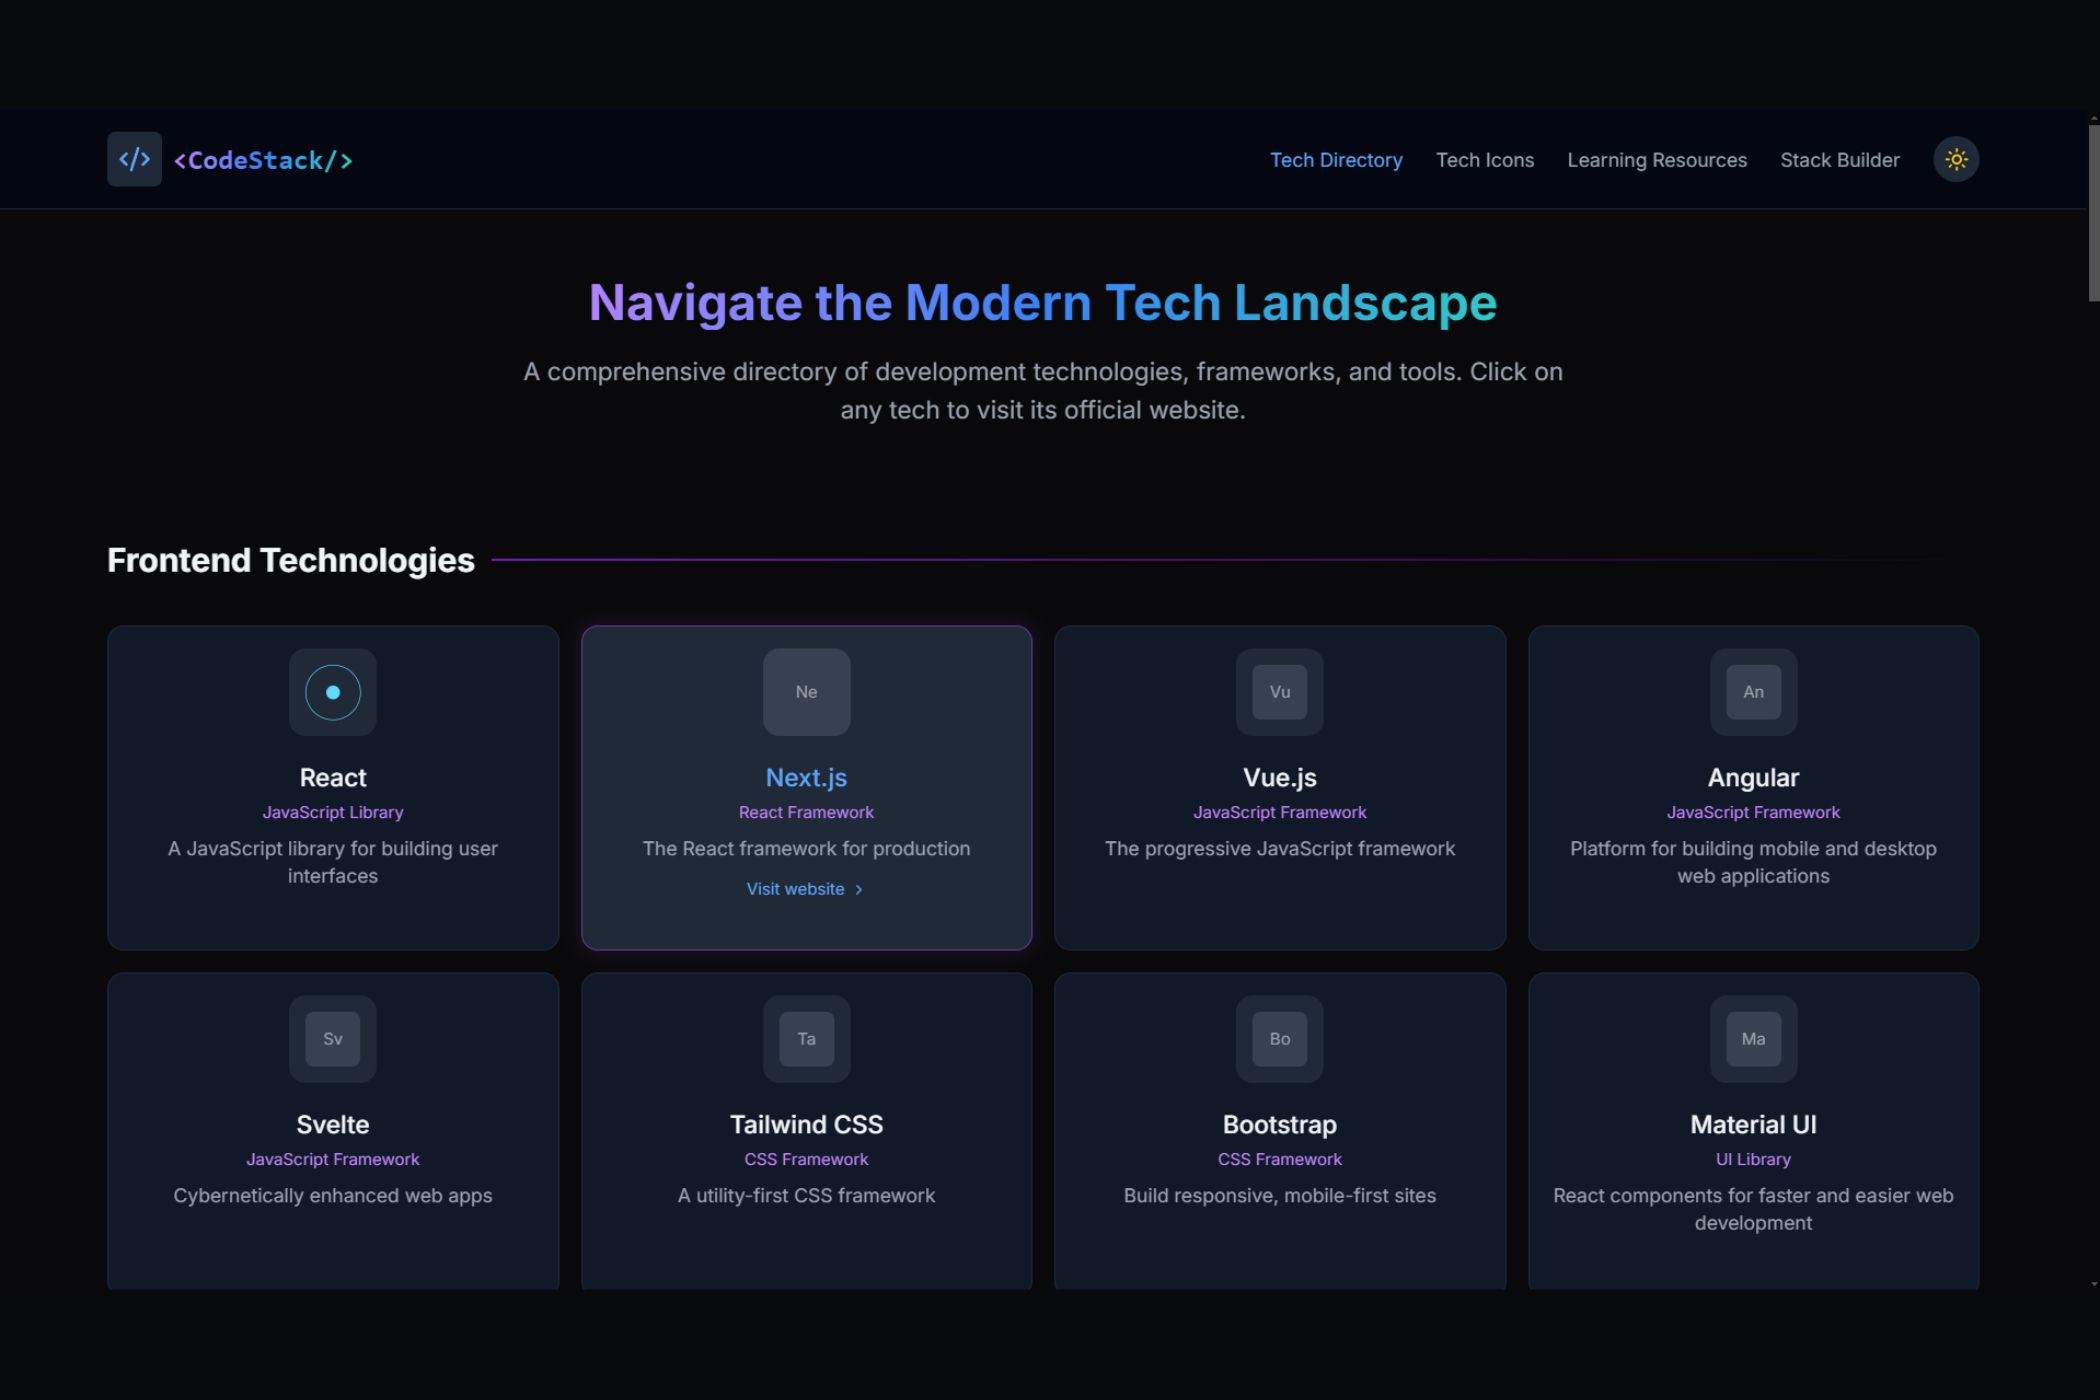 </> <CodeStack/>
Tech Directory
Tech Icons
Learning Resources
Stack Builder
Navigate the Modern Tech Landscape
A comprehensive directory of development technologies, frameworks, and tools. Click on
any tech to visit its official website.
Frontend Technologies
React
JavaScript Library
A JavaScript library for building user
interfaces
Ne
Next.js
React Framework
The React framework for production
Visit website
Vu
Vue.js
JavaScript Framework
The progressive JavaScript framework
An
Angular
JavaScript Framework
Platform for building mobile and desktop
web applications
Sv
Svelte
JavaScript Framework
Cybernetically enhanced web apps
Ta
Tailwind CSS
CSS Framework
A utility-first CSS framework
Bo
Bootstrap
CSS Framework
Build responsive, mobile-first sites
Ma
Material UI
UI Library
React components for faster and easier web
development